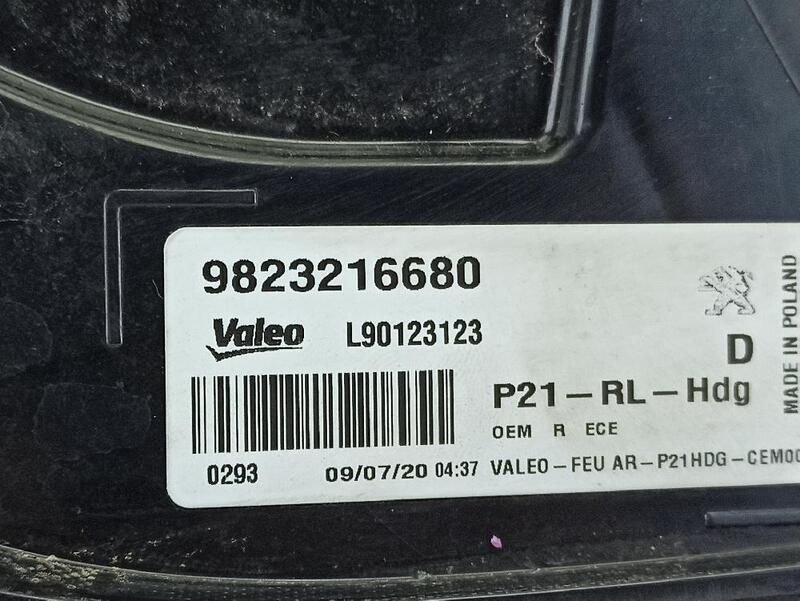 9823216680
Valeo L90123123
D
P21-RL-Hdg
OEM R ECE
0293 09/07/20 04:37 VALEO-FEU AR-P21HDG-CEM00
MADE IN POLAND